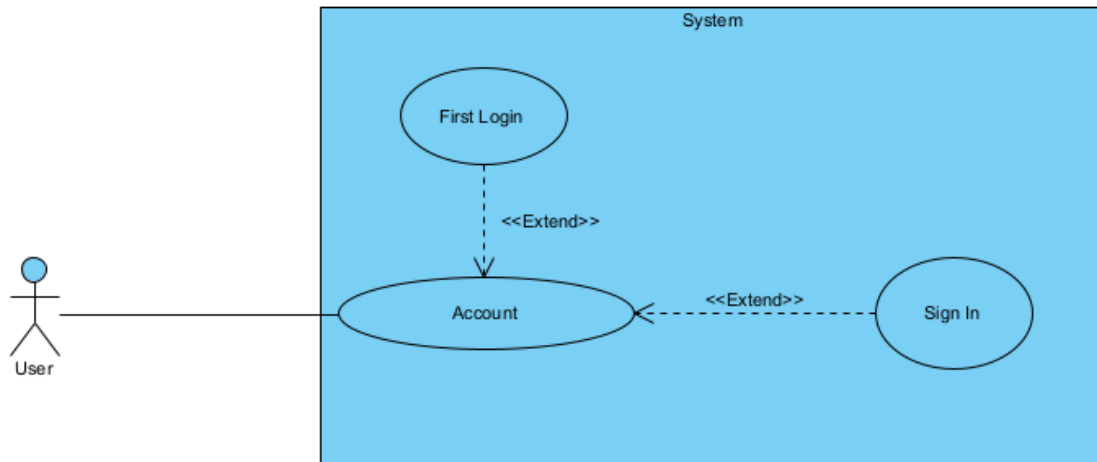 System
First Login
<<Extend>>
<<Extend>>
Account
Sign In
User